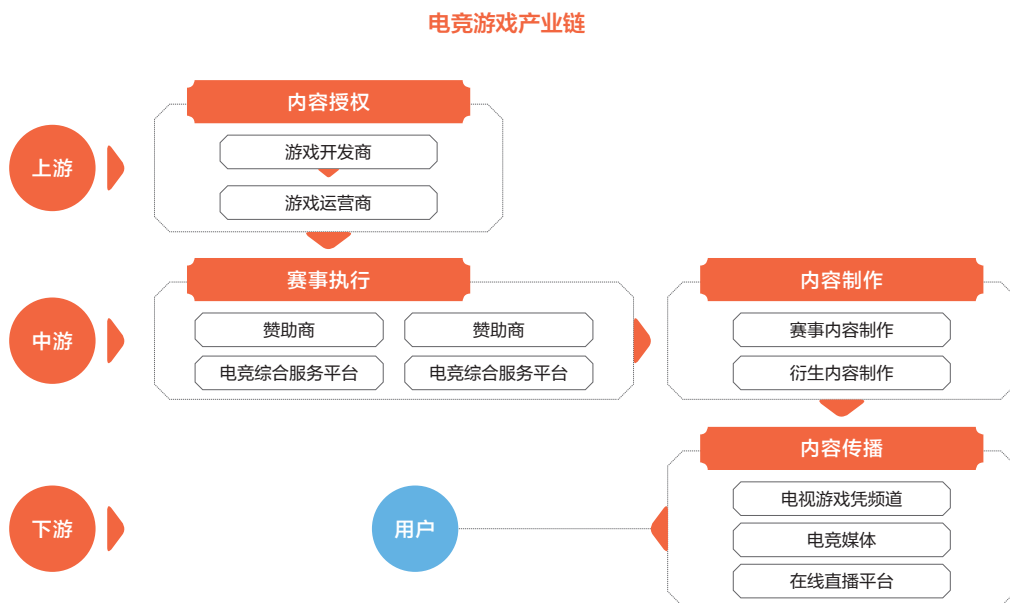 电竞游戏产业链
上游
内容授权
游戏开发商
游戏运营商
中游
赛事执行
赞助商
赞助商
电竞综合服务平台
电竞综合服务平台
内容制作
赛事内容制作
衍生内容制作
下游
用户
内容传播
电视游戏凭频道
电竞媒体
在线直播平台